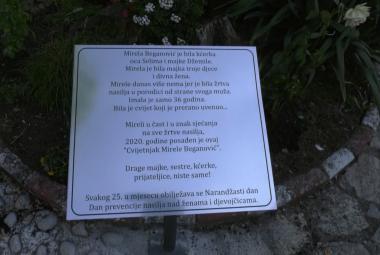 Mirela Beganović je bila kćerka
oca Selima i majke Džemile.
Mirela je bila majka troje djece
i divna žena.
Mirele danas više nema jer je bila žrtva
nasilja u porodici od strane svoga muža.
Imala je samo 36 godina.
Bila je cvijet koji je prerano uvenuo...
Mireli u čast i u znak sjećanja
na sve žrtve nasilja,
2020. godine posađen je ovaj
"Cvijetnjak Mirele Beganović".
Drage majke, sestre, kćerke,
prijateljice, niste same!
Svakog 25. u mjesecu obilježava se Narandžasti dan
Dan prevencije nasilja nad ženama i djevojčicama.